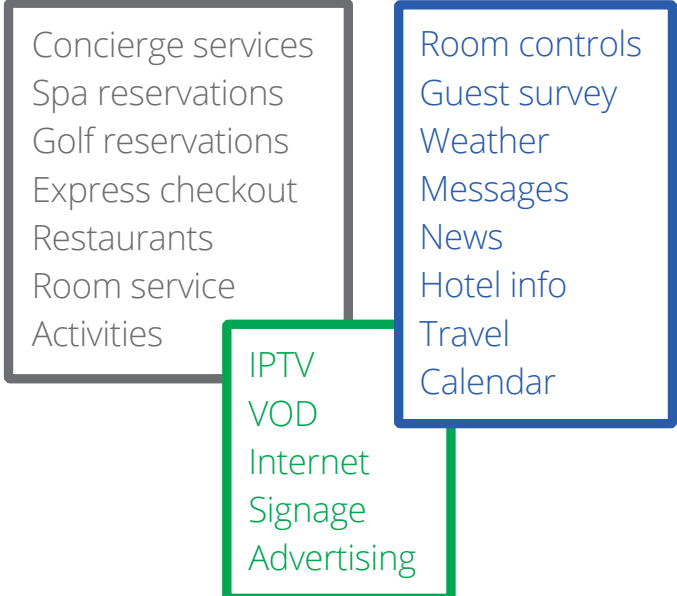 Concierge services
Spa reservations
Golf reservations
Express checkout
Restaurants
Room service
Activities
Room controls
Guest survey
Weather
Messages
News
Hotel info
Travel
Calendar
IPTV
VOD
Internet
Signage
Advertising